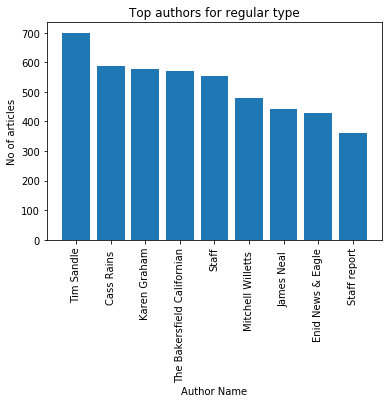 Top authors for regular type
No of articles
700
600
500
400
300
200
100
0
Tim Sandle
Cass Rains
Karen Graham
The Bakersfield Californian
Staff
Mitchell Willetts
James Neal
Enid News & Eagle
Staff report
Author Name